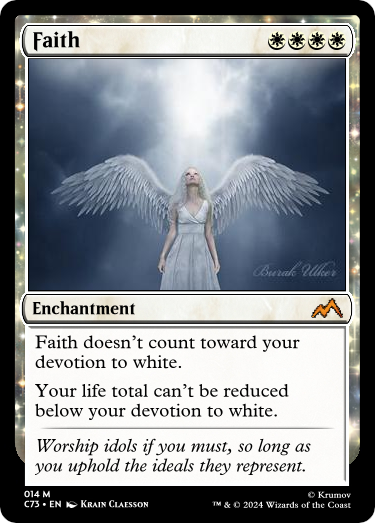 Faith
Burak Ulker
Enchantment
Faith doesn't count toward your
devotion to white.
Your life total can't be reduced
below your devotion to white.
Worship idols if you must, so long as
you uphold the ideals they represent.
014 M
© Krumov
C73 • EN Krain Claesson
™ & © 2024 Wizards of the Coast